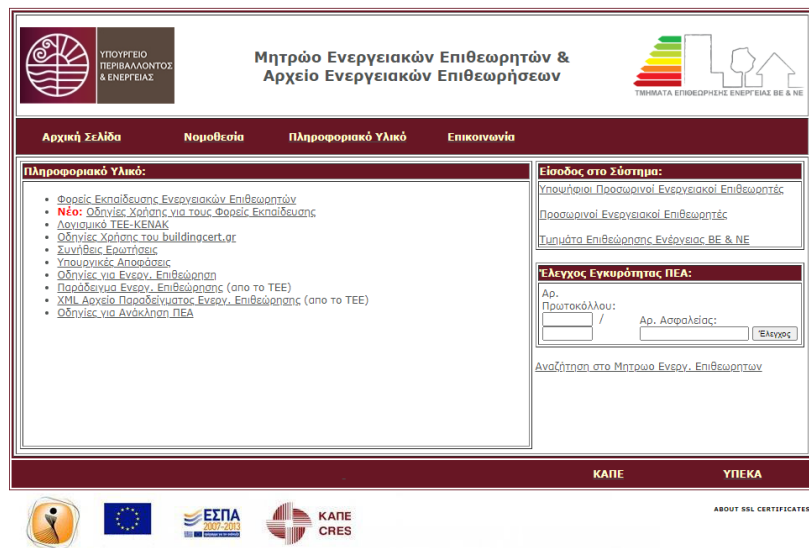 ΥΠΟΥΡΓΕΙΟ
ΠΕΡΙΒΑΛΛΟΝΤΟΣ
& ΕΝΕΡΓΕΙΑΣ
Μητρώο Ενεργειακών Επιθεωρητών &
Αρχείο Ενεργειακών Επιθεωρήσεων
ΤΜΗΜΑΤΑ ΕΠΙΘΕΩΡΗΣΗΣ ΕΝΕΡΓΕΙΑΣ ΒΕ & ΝΕ
Αρχική Σελίδα Νομοθεσία Πληροφοριακό Υλικό Επικοινωνία
Πληροφοριακό Υλικό:
Φορείς Εκπαίδευσης Ενεργειακών Επιθεωρητών
Νέο: Οδηγίες Χρήσης για τους Φορείς Εκπαίδευσης
Λογισμικό ΤΕΕ-ΚΕΝΑΚ
Οδηγίες Χρήσης του buildingcert.gr
Συνήθεις Ερωτήσεις
Υπουργικές Αποφάσεις
Οδηγίες για Ενεργ. Επιθεώρηση
Παράδειγμα Ενεργ. Επιθεώρησης (απο το ΤΕΕ)
XML Αρχείο Παραδείγματος Ενεργ. Επιθεώρησης (απο το ΤΕΕ)
Οδηγίες για Ανάκληση ΠΕΑ
Είσοδος στο Σύστημα:
Υποψήφιοι Προσωρινοί Ενεργειακοί Επιθεωρητές
Προσωρινοί Ενεργειακοί Επιθεωρητές
Τμημάτα Επιθεώρησης Ενέργειας ΒΕ & ΝΕ
Έλεγχος Εγκυρότητας ΠΕΑ:
Αρ.
Πρωτοκόλλου:
/ Αρ. Ασφαλείας:
Έλεγχος
Αναζήτηση στο Μητρωο Ενεργ. Επιθεωρητων
ΚΑΠΕ ΥΠΕΚΑ
ΕΣΠΑ
2007-2013
ΚΑΠΕ
CRES
ABOUT SSL CERTIFICATES